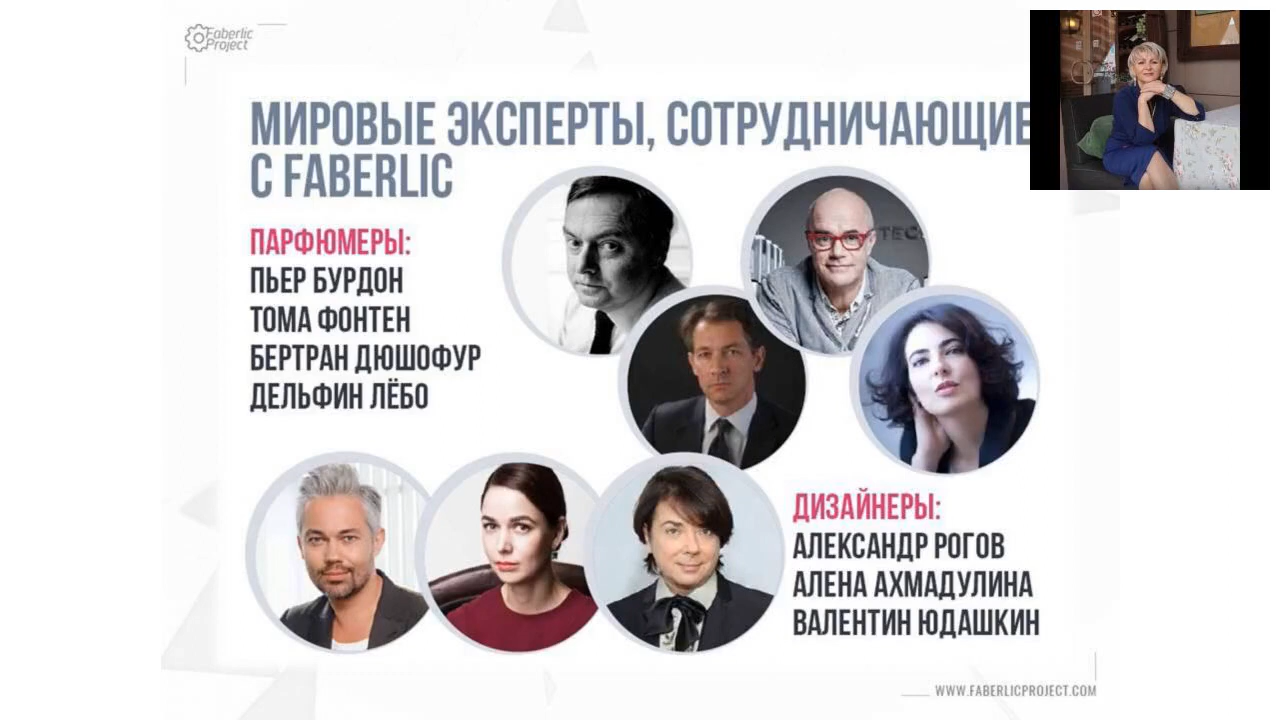 Faberlic
Project
МИРОВЫЕ ЭКСПЕРТЫ, СОТРУДНИЧАЮЩИЕ
С FABERLIC
ПАРФЮМЕРЫ:
ПЬЕР БУРДОН
ТОМА ФОНТЕН
БЕРТРАН ДЮШОФУР
ДЕЛЬФИН ЛЁБО
ДИЗАЙНЕРЫ:
АЛЕКСАНДР РОГОВ
АЛЕНА АХМАДУЛИНА
ВАЛЕНТИН ЮДАШКИН
WWW.FABERLICPROJECT.COM